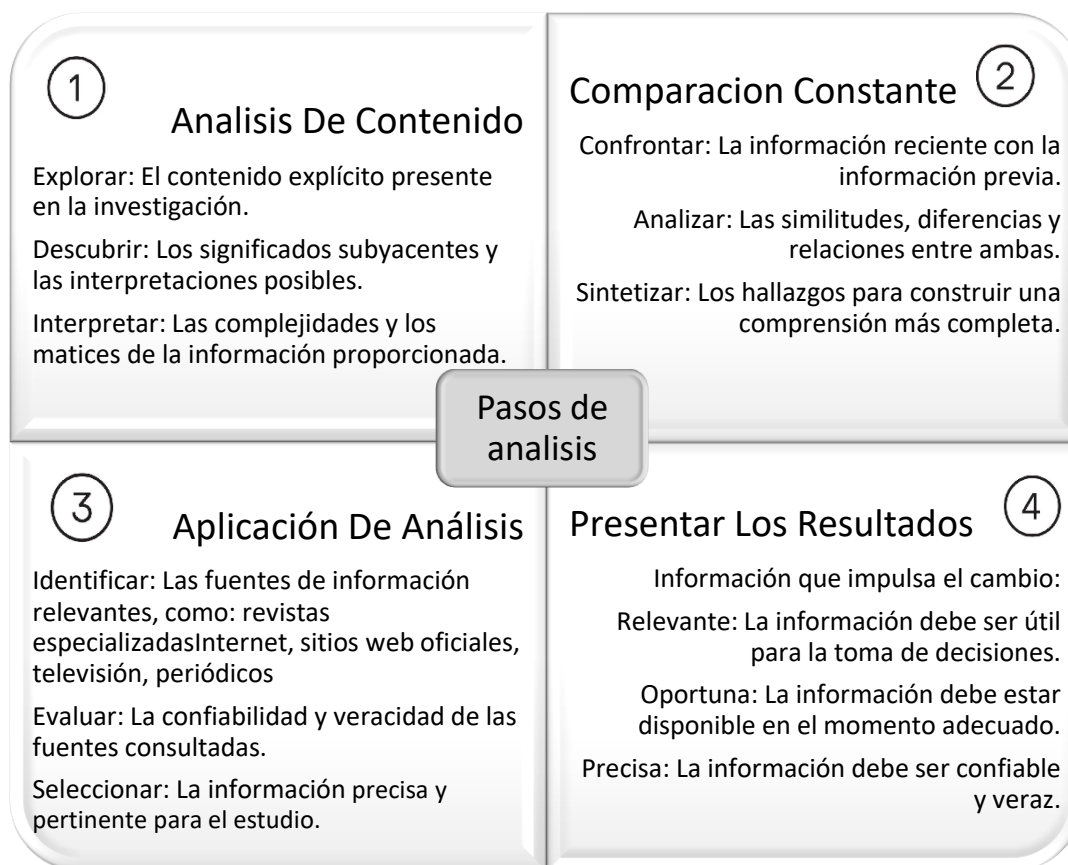 1
Analisis De Contenido
Explorar: El contenido explícito presente
en la investigación.
Descubrir: Los significados subyacentes y
las interpretaciones posibles.
Interpretar: Las complejidades y los
matices de la información proporcionada.
2
Comparacion Constante
Confrontar: La información reciente con la
información previa.
Analizar: Las similitudes, diferencias y
relaciones entre ambas.
Sintetizar: Los hallazgos para construir una
comprensión más completa.
Pasos de
analisis
3
Aplicación De Análisis
Identificar: Las fuentes de información
relevantes, como: revistas
especializadasInternet, sitios web oficiales,
televisión, periódicos
Evaluar: La confiabilidad y veracidad de las
fuentes consultadas.
Seleccionar: La información precisa y
pertinente para el estudio.
4
Presentar Los Resultados
Información que impulsa el cambio:
Relevante: La información debe ser útil
para la toma de decisiones.
Oportuna: La información debe estar
disponible en el momento adecuado.
Precisa: La información debe ser confiable
y veraz.